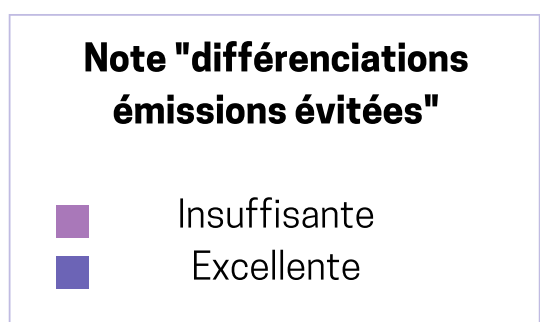 Note "différenciations
émissions évitées"
Insuffisante
Excellente